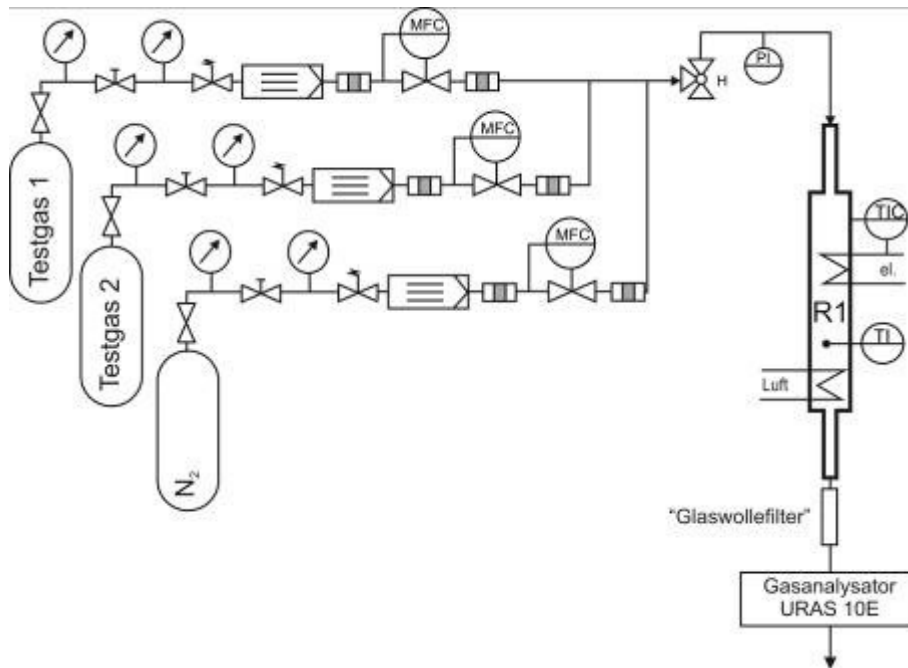 MFC
H
PI
MFC
Testgas 1
TIC
el.
MFC
Testgas 2
R1
TI
Luft
N₂
"Glaswollefilter"
Gasanalysator
URAS 10E